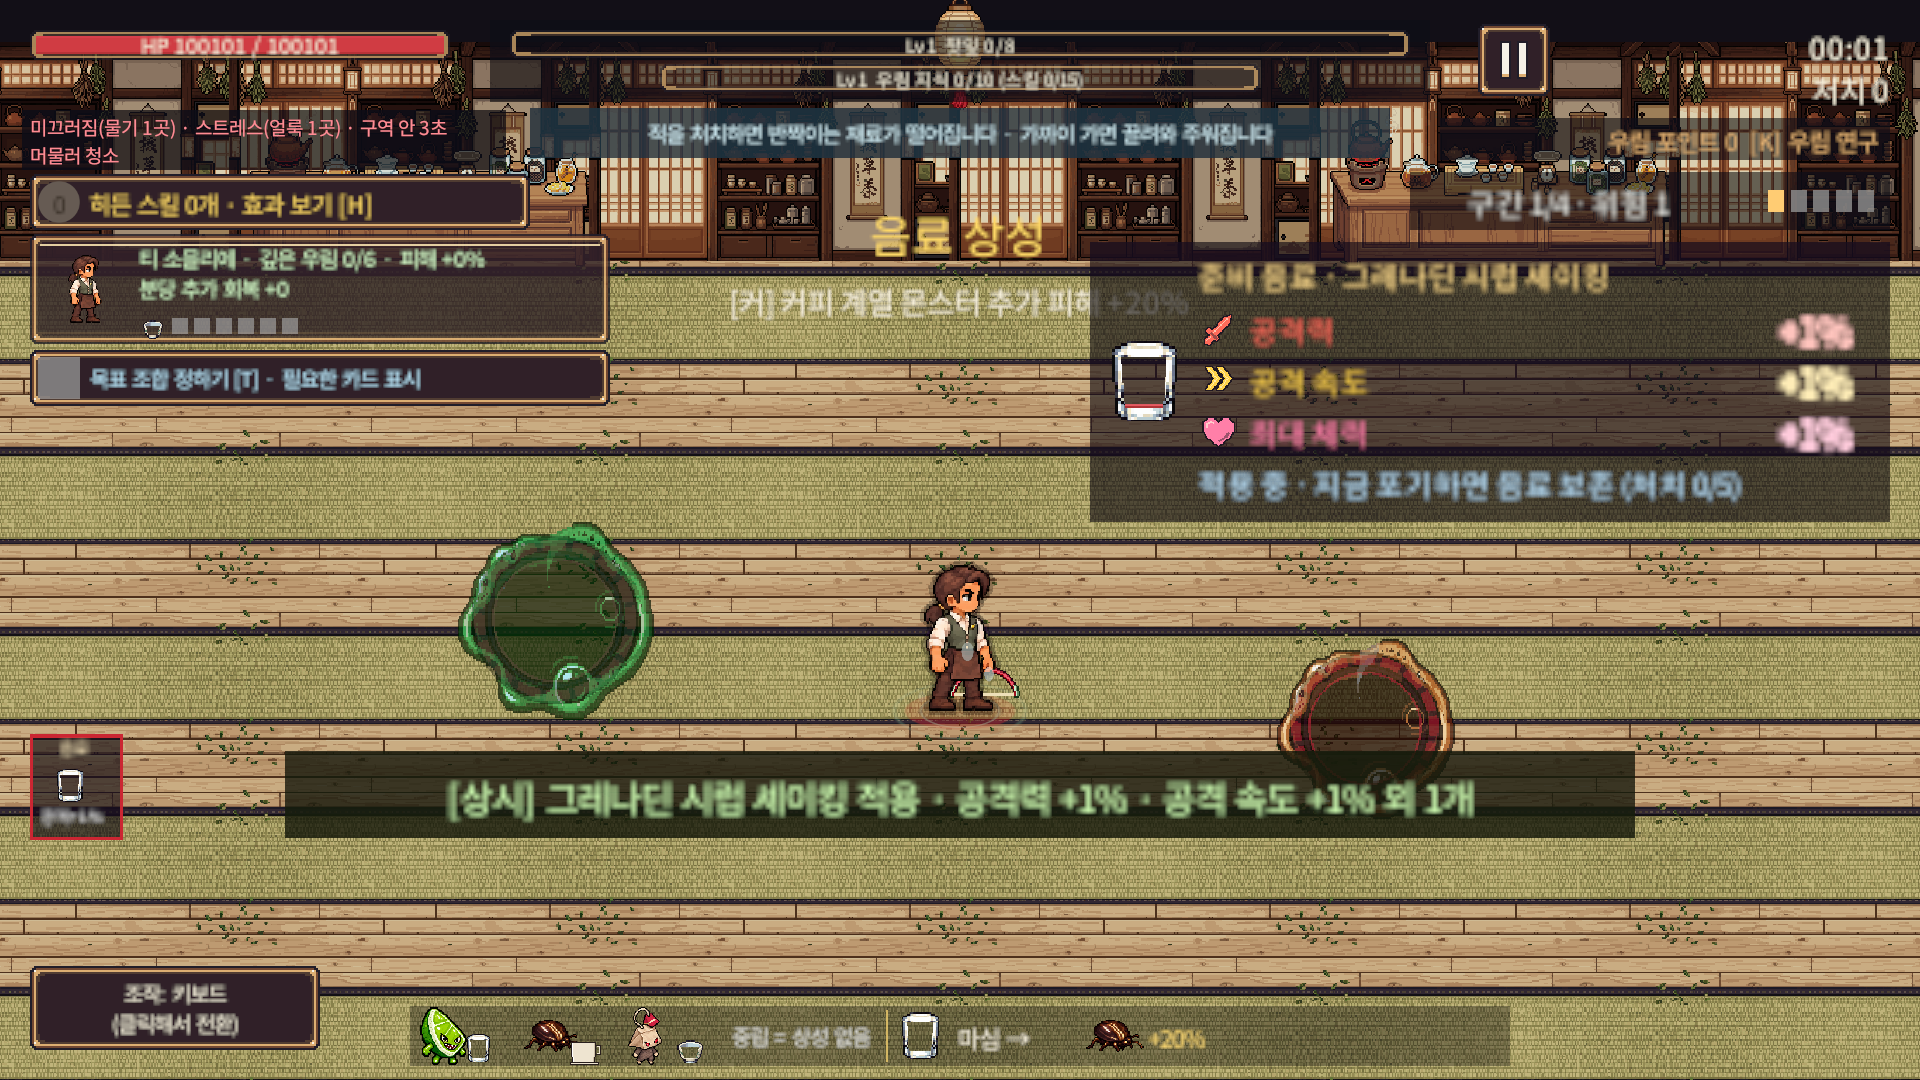 HP 100101 / 100101
Lv1 찻잎 0/8
Lv1 우림 지식 0/10 (스킬 0/15)
00:01
저지 0
미끄러짐(물기 1곳) · 스트레스(얼룩 1곳) · 구역 안 3초
머물러 청소
적을 처치하면 반짝이는 재료가 떨어집니다 - 가까이 가면 끌려와 주워집니다
우림 포인트 0 [K] 우림 연구
0 히든 스킬 0개 · 효과 보기 [H]
구간 1/4 · 위험 1
티 소믈리에 - 깊은 우림 0/6 - 피해 +0%
분당 추가 회복 +0
음료 상성
[커] 커피 계열 몬스터 추가 피해 +20%
준비 음료 · 그레나딘 시럽 셰이킹
공격력 +1%
공격 속도 +1%
최대 체력 +1%
적용 중 · 지금 포기하면 음료 보존 (처치 0/5)
목표 조합 정하기 [T] - 필요한 카드 표시
[상시] 그레나딘 시럽 셰이킹 적용 · 공격력 +1% · 공격 속도 +1% 외 1개
조작: 키보드
(클릭해서 전환)
중립 = 상성 없음
마심 →
+20%